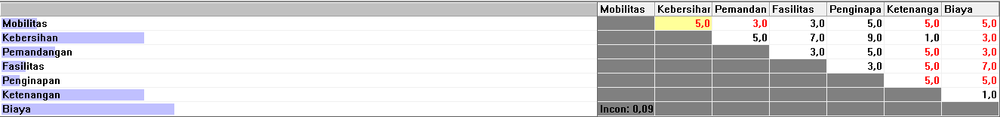 Mobilitas Kebersihar Pemandan Fasilitas Penginapa Ketenanga Biaya
Mobilitas 5,0 3,0 3,0 5,0 5,0 5,0
Kebersihan 5,0 7,0 9,0 1,0 3,0
Pemandangan 3,0 5,0 5,0 3,0
Fasilitas 3,0 5,0 7,0
Penginapan 5,0 5,0
Ketenangan 1,0
Biaya Incon: 0,09